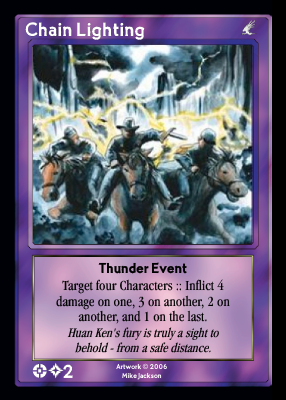 Chain Lighting
Thunder Event
Target four Characters :: Inflict 4
damage on one, 3 on another, 2 on
another, and 1 on the last.
Huan Ken's fury is truly a sight to
behold - from a safe distance.
2
Artwork © 2006
Mike Jackson